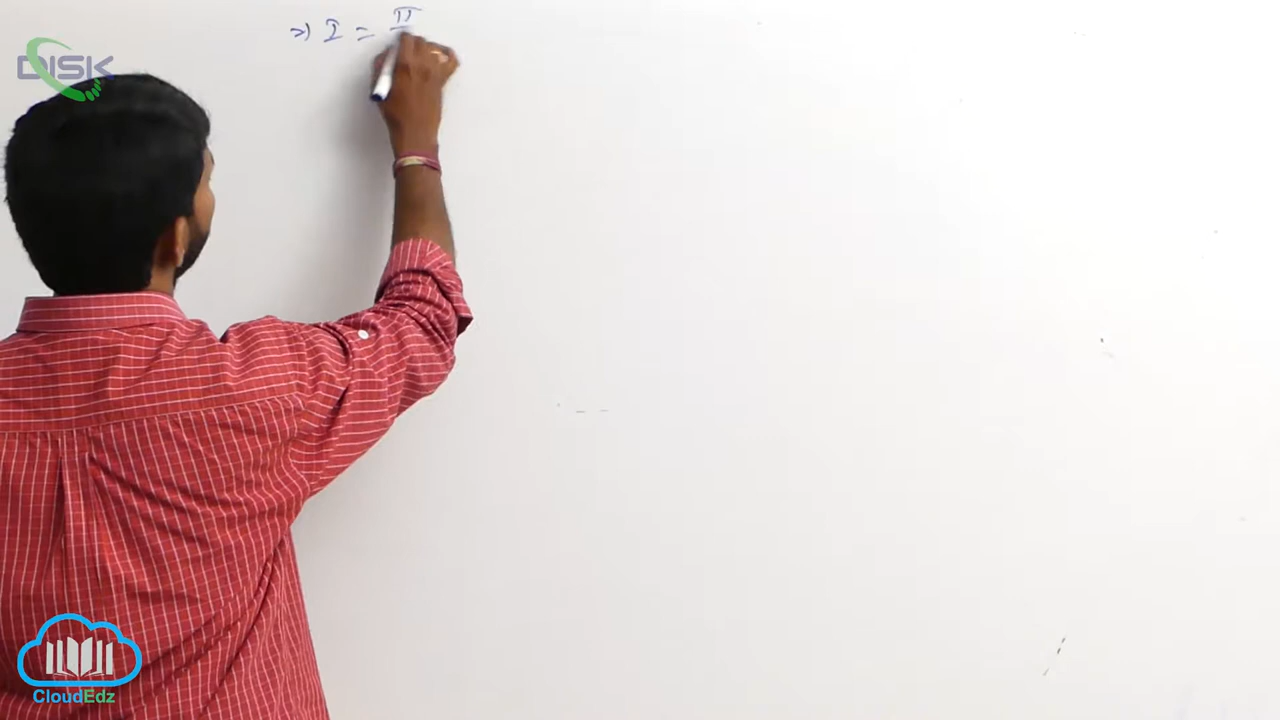 ⇒ I = π
DISK
CloudEdz